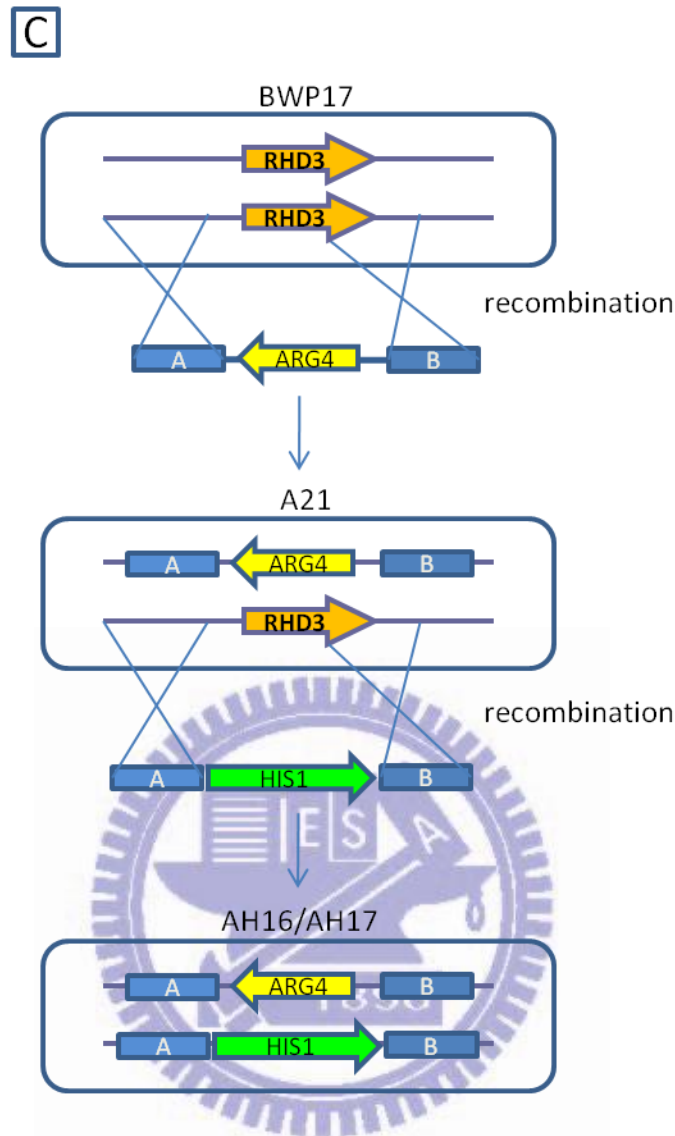 C
BWP17
RHD3
RHD3
recombination
A ARG4 B
A21
A ARG4 B
RHD3
recombination
A HIS1 B
E S A
AH16/AH17
A ARG4 B
A HIS1 B